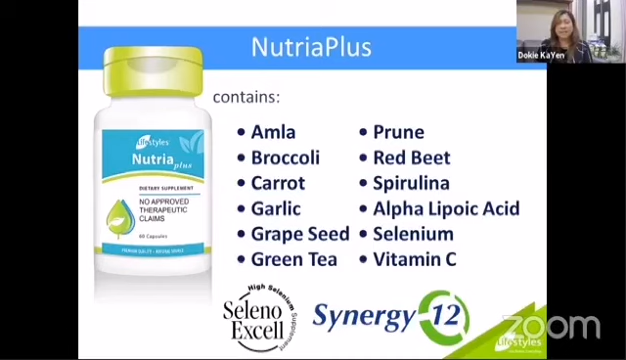 NutriaPlus
Dokie KaYen
contains:
• Amla
• Broccoli
• Carrot
• Garlic
• Grape Seed
• Green Tea
• Prune
• Red Beet
• Spirulina
• Alpha Lipoic Acid
• Selenium
• Vitamin C
Lifestyles
Nutria plus
DIETARY SUPPLEMENT
NO APPROVED
THERAPEUTIC
CLAIMS
60 Capsules
High Selenium
Seleno
Excell
Supplement
Synergy 12
zoom
Lifestyles